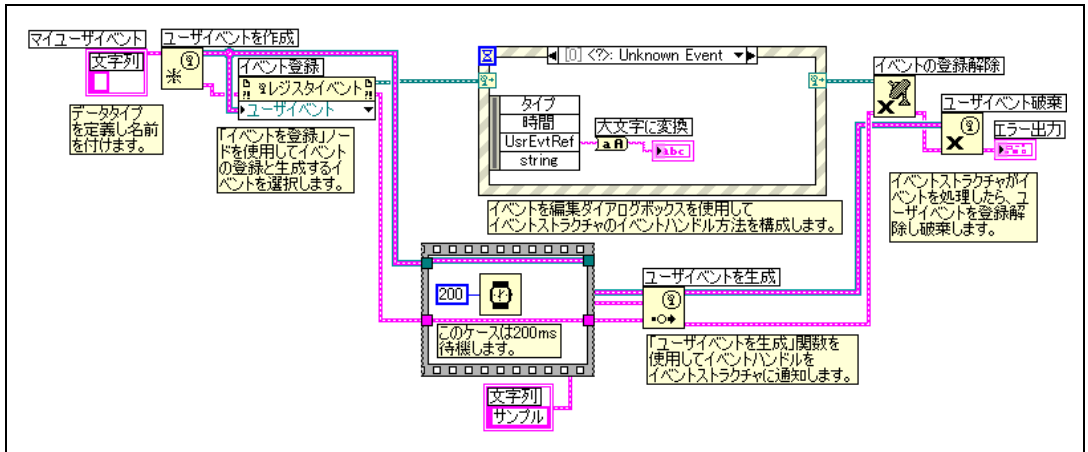 マイユーザイベント
文字列
データタイプ
を定義し名前
を付けます。
ユーザイベントを作成
イベント登録
レジスタイベント
ユーザイベント
「イベントを登録」ノー
ドを使用してイベント
の登録と生成するイ
ベントを選択します。
[0] <?>: Unknown Event
タイプ
時間
UsrEvtRef
string
大文字に変換
aA
abc
イベントを編集ダイアログボックスを使用して
イベントストラクチャのイベントハンドル方法を構成します。
イベントの登録解除
ユーザイベント破棄
エラー出力
イベントストラクチャがイ
ベントを処理したら、ユ
ーザイベントを登録解
除し破棄します。
200
このケースは200ms
待機します。
文字列
サンプル
ユーザイベントを生成
「ユーザイベントを生成」関数を
使用してイベントハンドルを
イベントストラクチャに通知します。